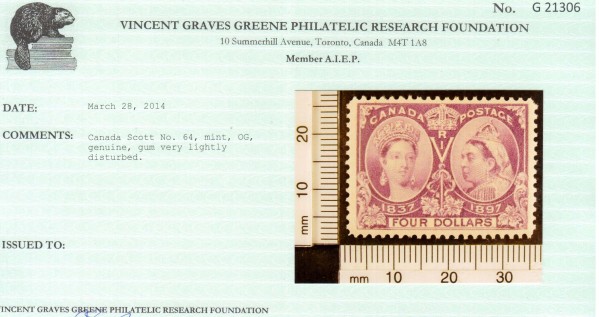 No. G 21306
VINCENT GRAVES GREENE PHILATELIC RESEARCH FOUNDATION
10 Summerhill Avenue, Toronto, Canada M4T 1A8
Member A.I.E.P.
DATE: March 28, 2014
COMMENTS: Canada Scott No. 64, mint, OG,
genuine, gum very lightly
disturbed.
CANADA POSTAGE
V R I
1837 1897
FOUR DOLLARS
20
10
mm
mm 10 20 30
ISSUED TO:
VINCENT GRAVES GREENE PHILATELIC RESEARCH FOUNDATION